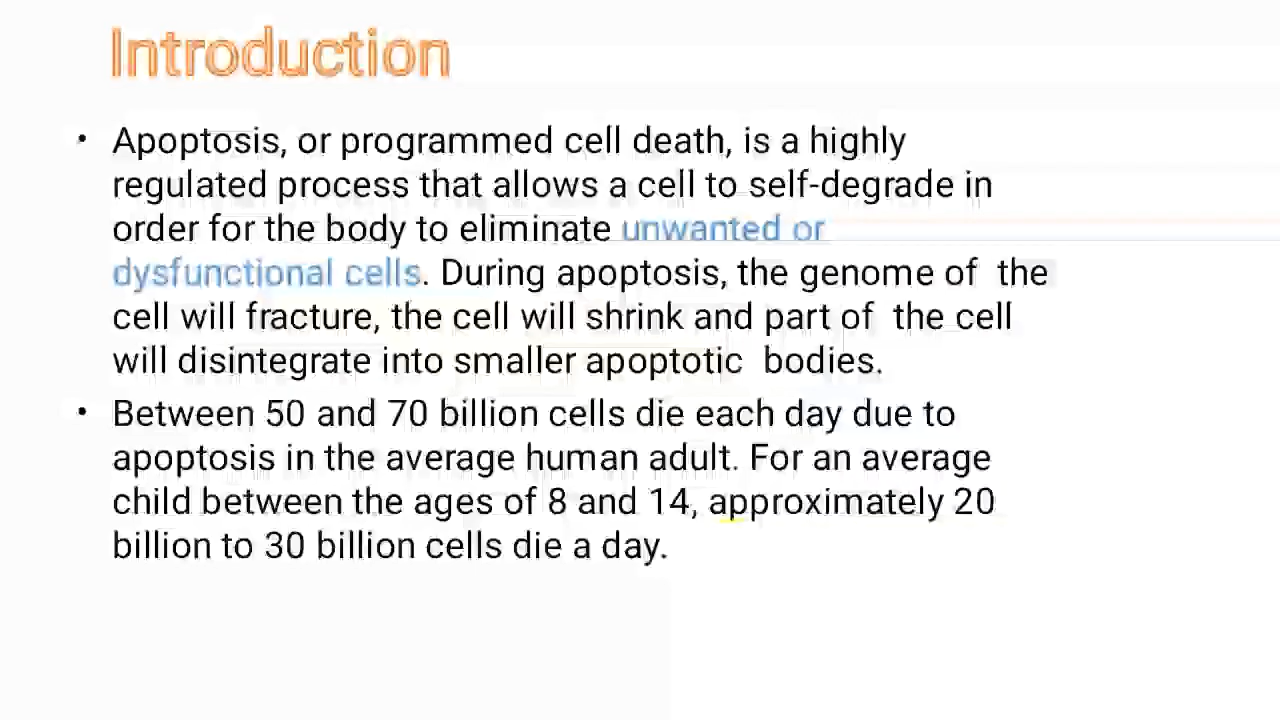 Introduction
• Apoptosis, or programmed cell death, is a highly
regulated process that allows a cell to self-degrade in
order for the body to eliminate unwanted or
dysfunctional cells. During apoptosis, the genome of the
cell will fracture, the cell will shrink and part of the cell
will disintegrate into smaller apoptotic bodies.
• Between 50 and 70 billion cells die each day due to
apoptosis in the average human adult. For an average
child between the ages of 8 and 14, approximately 20
billion to 30 billion cells die a day.